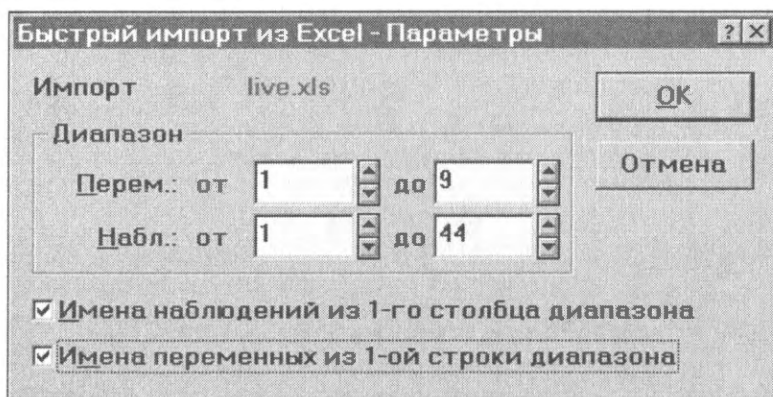 Быстрый импорт из Excel - Параметры ? ×
Импорт live.xls OK
Диапазон
Отмена
Перем.: от 1 до 9
Набл.: от 1 до 44
Имена наблюдений из 1-го столбца диапазона
Имена переменных из 1-ой строки диапазона